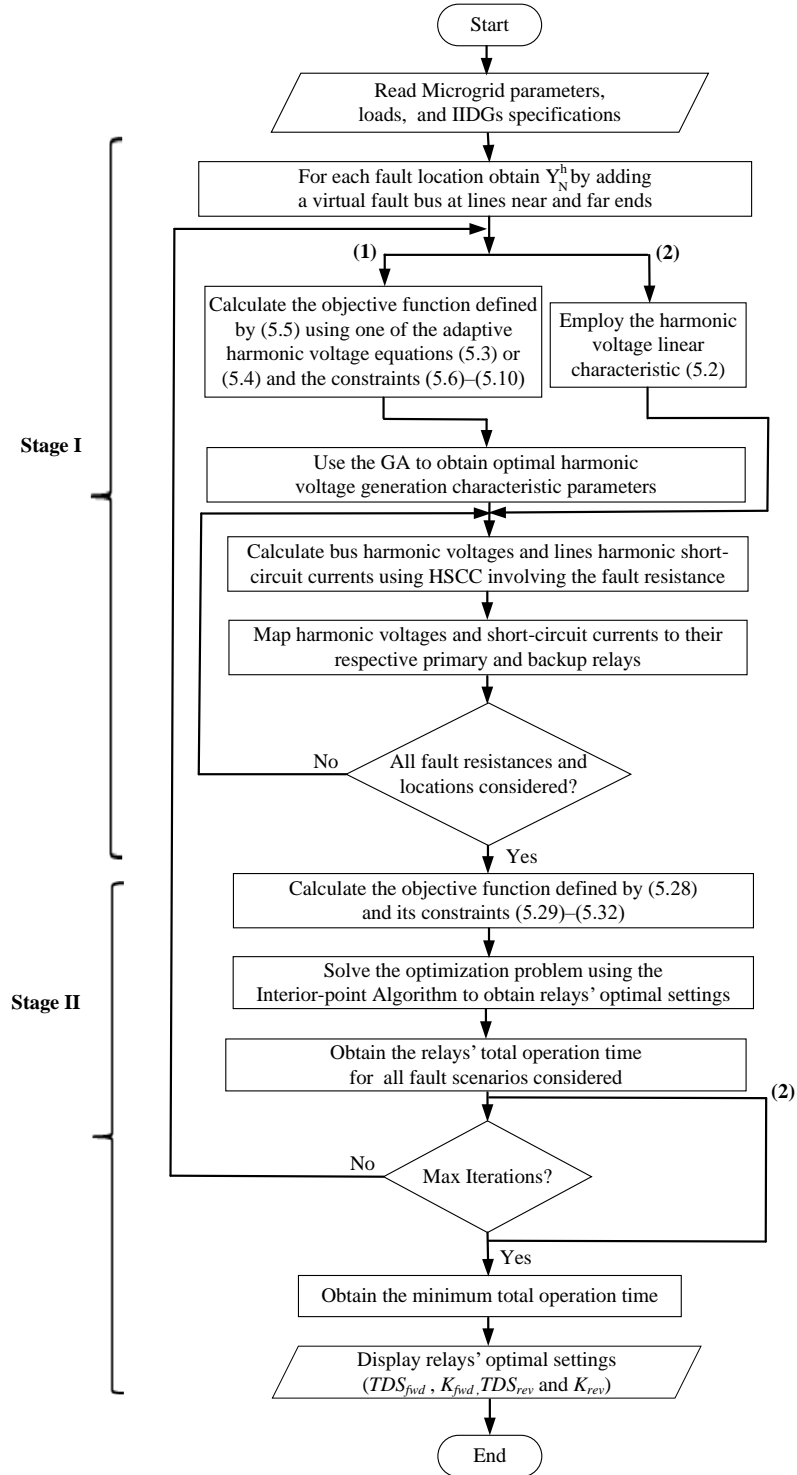 Start
Read Microgrid parameters,
loads, and IIDGs specifications
For each fault location obtain Y_N^h by adding
a virtual fault bus at lines near and far ends
(1)
(2)
Calculate the objective function defined
by (5.5) using one of the adaptive
harmonic voltage equations (5.3) or
(5.4) and the constraints (5.6)–(5.10)
Employ the harmonic
voltage linear
characteristic (5.2)
Stage I
Use the GA to obtain optimal harmonic
voltage generation characteristic parameters
Calculate bus harmonic voltages and lines harmonic short-
circuit currents using HSCC involving the fault resistance
Map harmonic voltages and short-circuit currents to their
respective primary and backup relays
No
All fault resistances and
locations considered?
Yes
Calculate the objective function defined by (5.28)
and its constraints (5.29)–(5.32)
Stage II
Solve the optimization problem using the
Interior-point Algorithm to obtain relays’ optimal settings
Obtain the relays’ total operation time
for all fault scenarios considered
(2)
No
Max Iterations?
Yes
Obtain the minimum total operation time
Display relays’ optimal settings
(TDS_fwd , K_fwd, TDS_rev and K_rev)
End